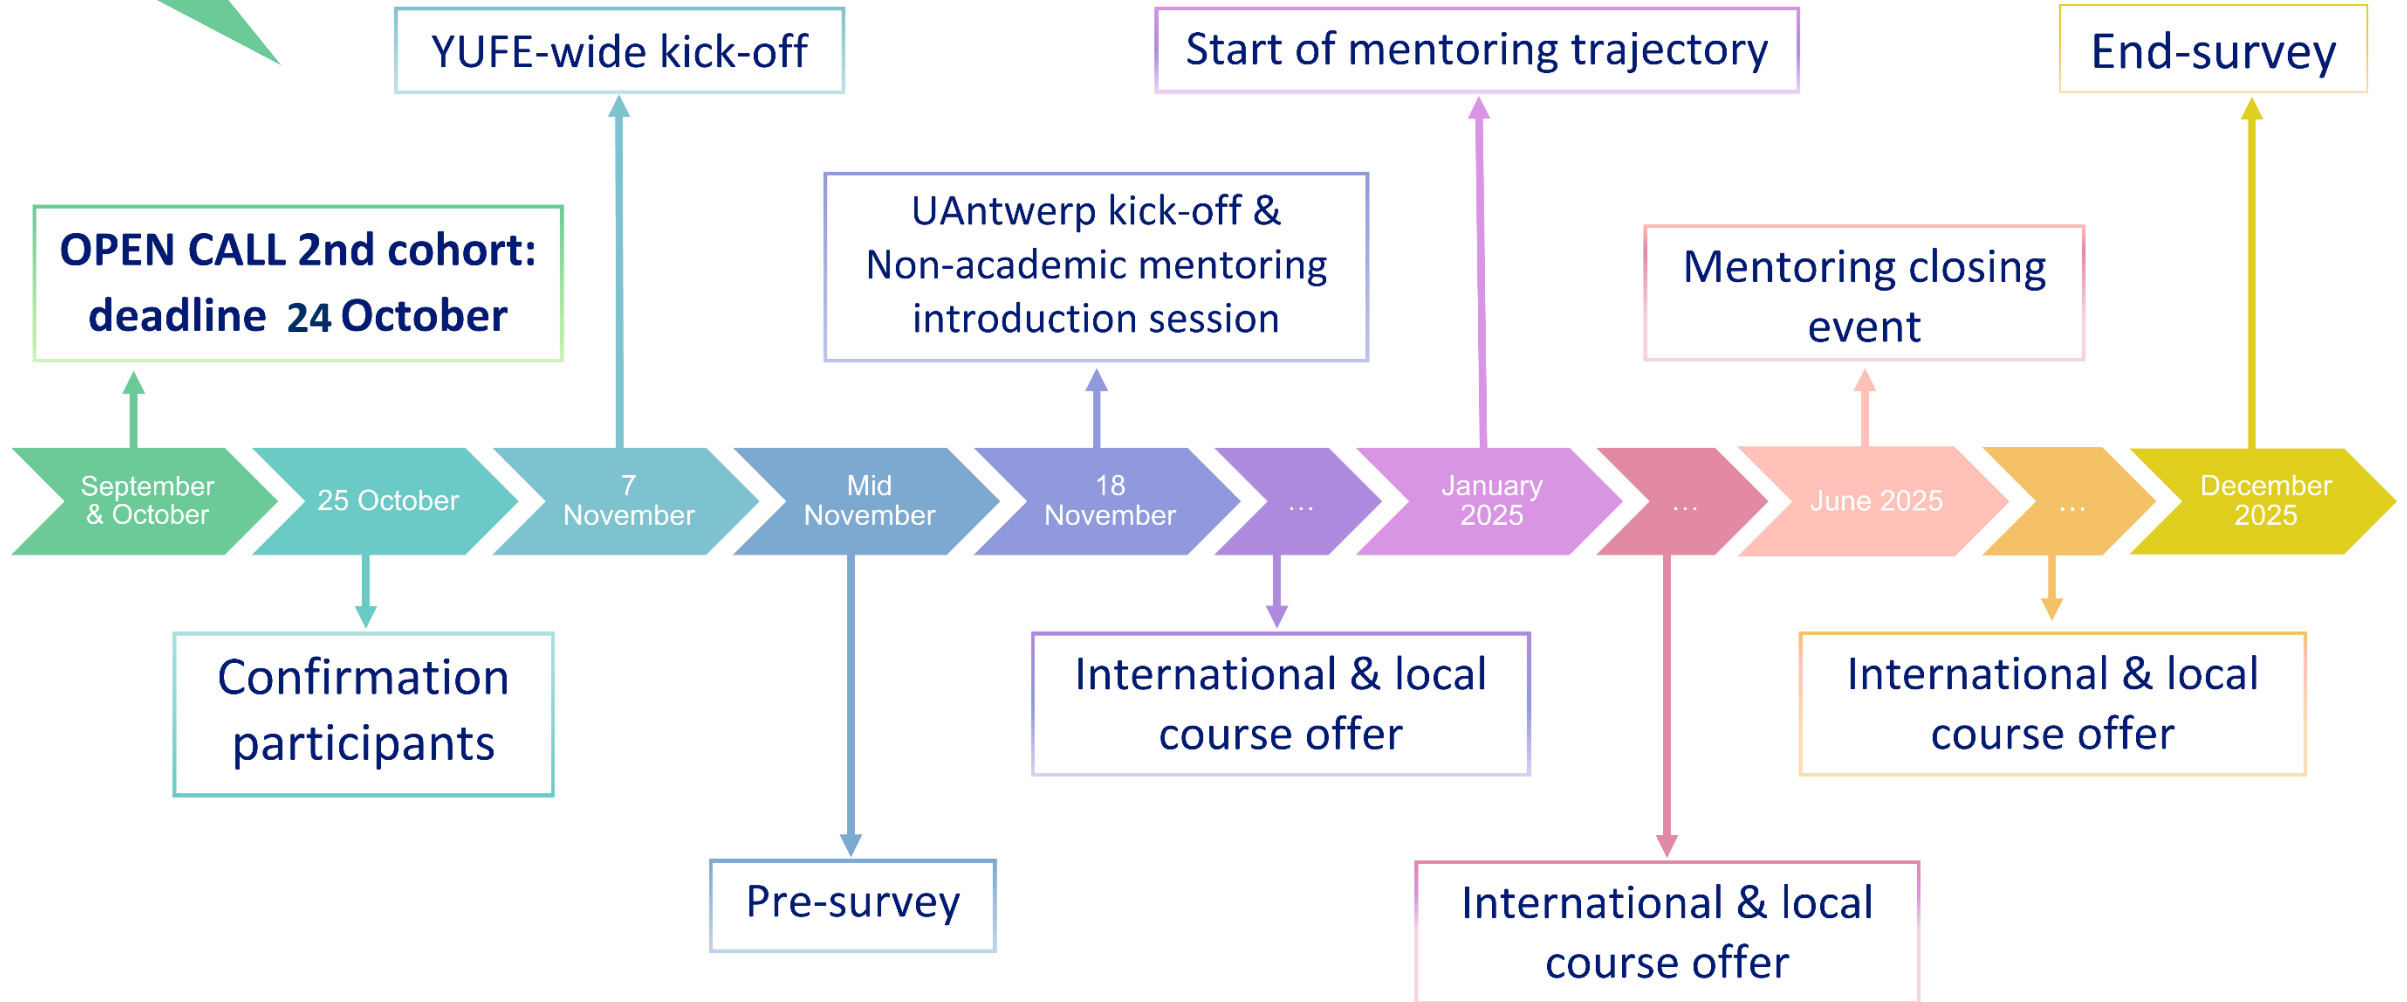 YUFE-wide kick-off
Start of mentoring trajectory
End-survey
OPEN CALL 2nd cohort:
deadline 24 October
UAntwerp kick-off &
Non-academic mentoring
introduction session
Mentoring closing
event
September
& October
25 October
7
November
Mid
November
18
November
...
January
2025
...
June 2025
...
December
2025
Confirmation
participants
International & local
course offer
International & local
course offer
Pre-survey
International & local
course offer